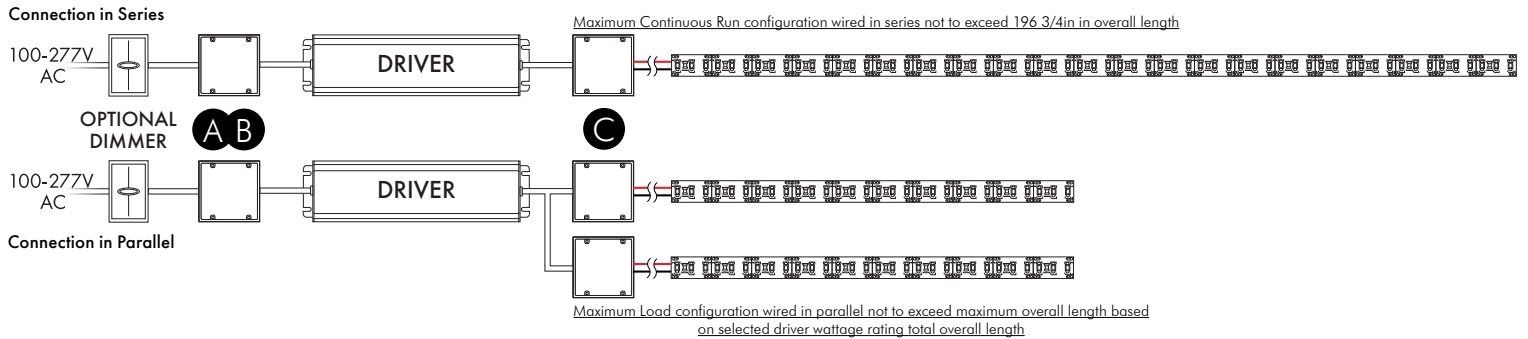 Connection in Series
Maximum Continuous Run configuration wired in series not to exceed 196 3/4in in overall length
100-277V
AC
DRIVER
OPTIONAL
DIMMER
A B
C
100-277V
AC
DRIVER
Connection in Parallel
Maximum Load configuration wired in parallel not to exceed maximum overall length based
on selected driver wattage rating total overall length